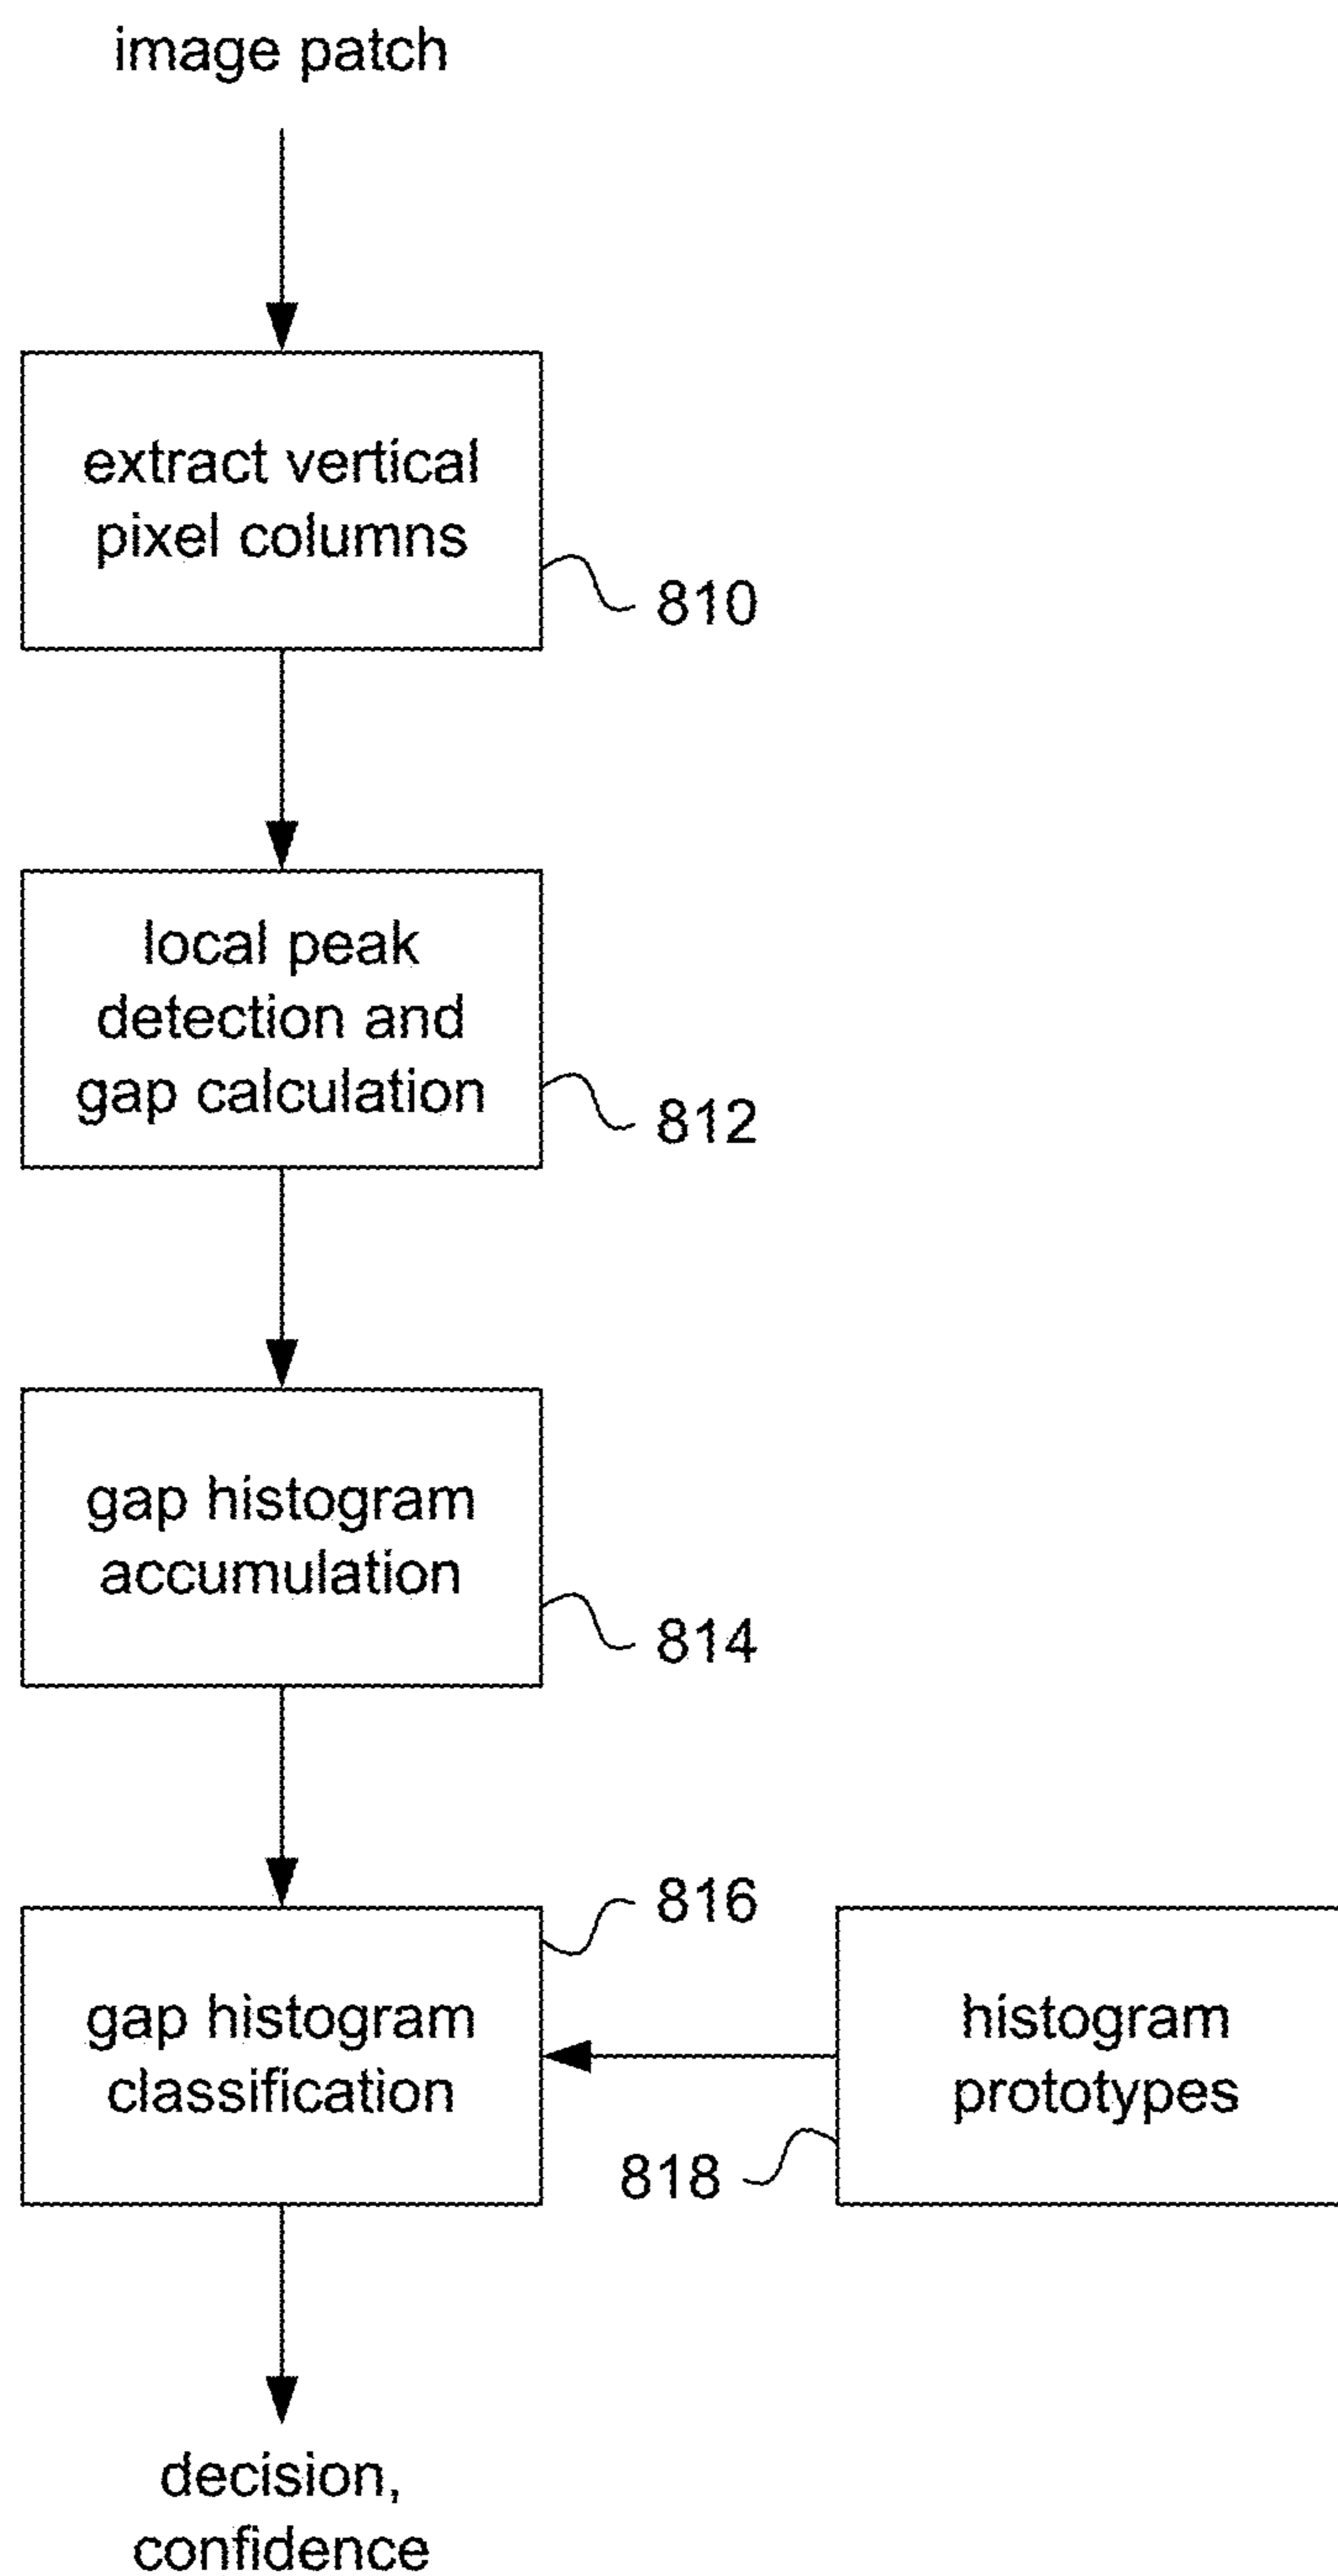 image patch
extract vertical
pixel columns
810
local peak
detection and
gap calculation
812
gap histogram
accumulation
814
816
gap histogram
classification
histogram
prototypes
818
decision,
confidence